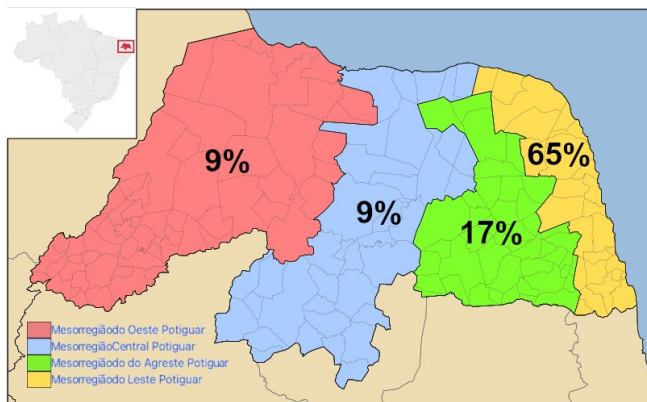 65%
9%
9%
17%
Mesorregiãodo Oeste Potiguar
MesorregiãoCentral Potiguar
Mesorregiãodo do Agreste Potiguar
Mesorregiãodo Leste Potiguar